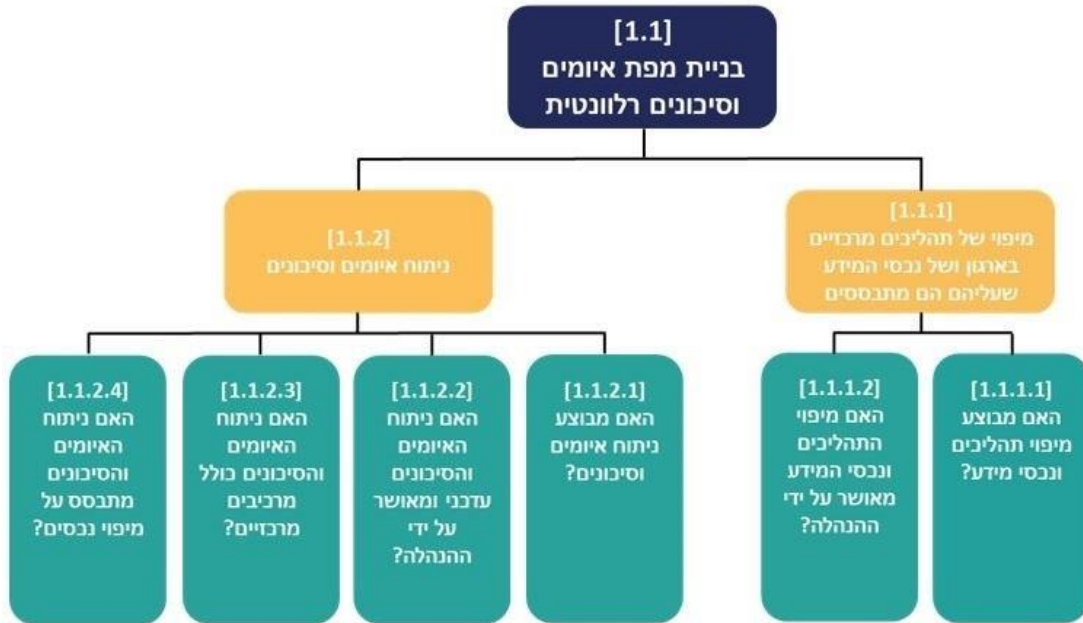 [1.1]
בניית מפת איומים
וסיכונים רלוונטית
[1.1.1]
מיפוי של תהליכים מרכזיים
בארגון ושל נבסי המידע
שעליהם הם מתבססים
[1.1.2]
ניתוח איומים וסיכונים
[1.1.1.1]
האם מבוצע
מיפוי תהליכים
ונכסי מידע?
[1.1.1.2]
האם מיפוי
התהליכים
ונכסי המידע
מאושר על ידי
ההנהלה?
[1.1.2.1]
האם מבוצע
ניתוח איומים
וסיכונים?
[1.1.2.2]
האם ניתוח
האיומים
והסיכונים
עדכני ומאושר
על ידי
ההנהלה?
[1.1.2.3]
האם ניתוח
האיומים
והסיכונים כולל
מרכיבים
מרכזיים?
[1.1.2.4]
האם ניתוח
האיומים
והסיכונים
מתבסס על
מיפוי נכסים?